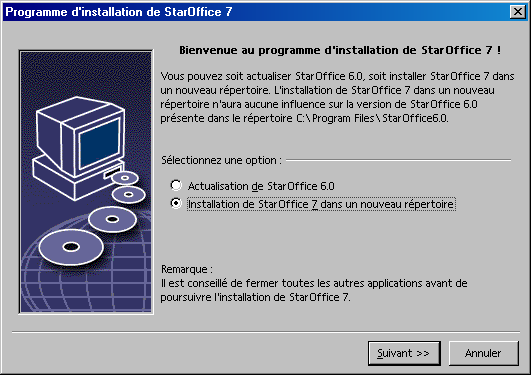 Programme d'installation de StarOffice 7
Bienvenue au programme d'installation de StarOffice 7 !
Vous pouvez soit actualiser StarOffice 6.0, soit installer StarOffice 7 dans
un nouveau répertoire. L'installation de StarOffice 7 dans un nouveau
répertoire n'aura aucune influence sur la version de StarOffice 6.0
présente dans le répertoire C:\Program Files\StarOffice6.0.
Sélectionnez une option :
Actualisation de StarOffice 6.0
Installation de StarOffice 7 dans un nouveau répertoire
Remarque :
Il est conseillé de fermer toutes les autres applications avant de
poursuivre l'installation de StarOffice 7.
Suivant >>
Annuler